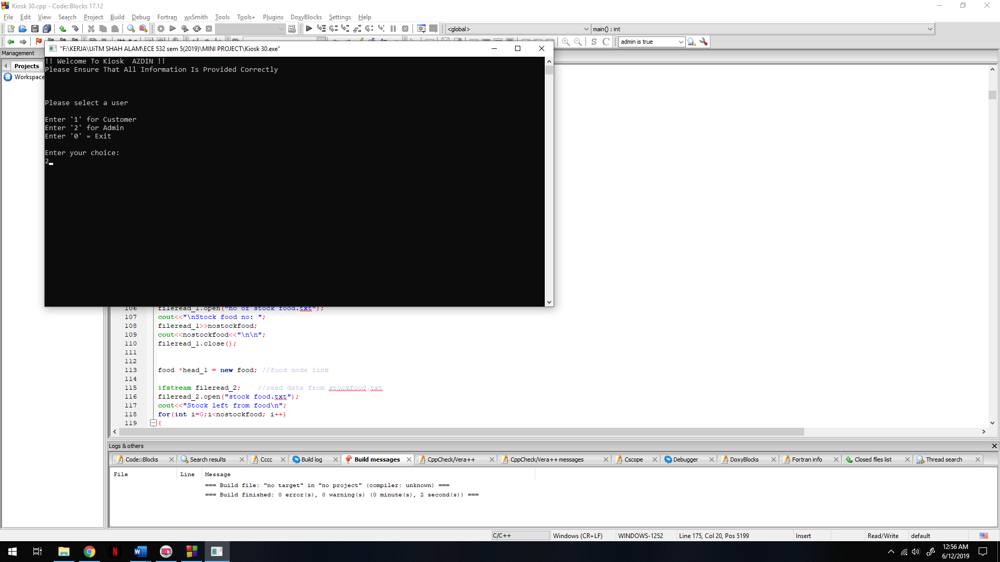 Kiosk 30.cpp - Code::Blocks 17.12
File Edit View Search Project Build Debug Fortran wxSmith Tools Tools+ Plugins DoxyBlocks Settings Help
<global> main() : int
S C admin is true
Management
Projects
Workspace
"F:\KERJA\UiTM SHAH ALAM\ECE 532 sem 5(2019)\MINI PROJECT\Kiosk 30.exe"
!! Welcome To Kiosk  AZDIN !!
Please Ensure That All Information Is Provided Correctly
Please select a user
Enter '1' for Customer
Enter '2' for Admin
Enter '0' = Exit
Enter your choice:
2
106 fileread_1.open("no of stock food.txt");
107 cout<<"\nStock food no: ";
108 fileread_1>>nostockfood;
109 cout<<nostockfood<<"\n\n";
110 fileread_1.close();
111
112
113 food *head_1 = new food; //food node link
114
115 ifstream fileread_2;    //read data from stockfood.txt
116 fileread_2.open("stock food.txt");
117 cout<<"Stock left from food\n";
118 for(int i=0;i<nostockfood; i++)
119 {
Logs & others
Code::Blocks Search results Cccc Build log Build messages CppCheck/Vera++ CppCheck/Vera++ messages Cscope Debugger DoxyBlocks Fortran info Closed files list Thread search
File Line Message
=== Build file: "no target" in "no project" (compiler: unknown) ===
=== Build finished: 0 error(s), 0 warning(s) (0 minute(s), 2 second(s)) ===
C/C++ Windows (CR+LF) WINDOWS-1252 Line 175, Col 20, Pos 5199 Insert Read/Write default
12:56 AM
6/12/2019